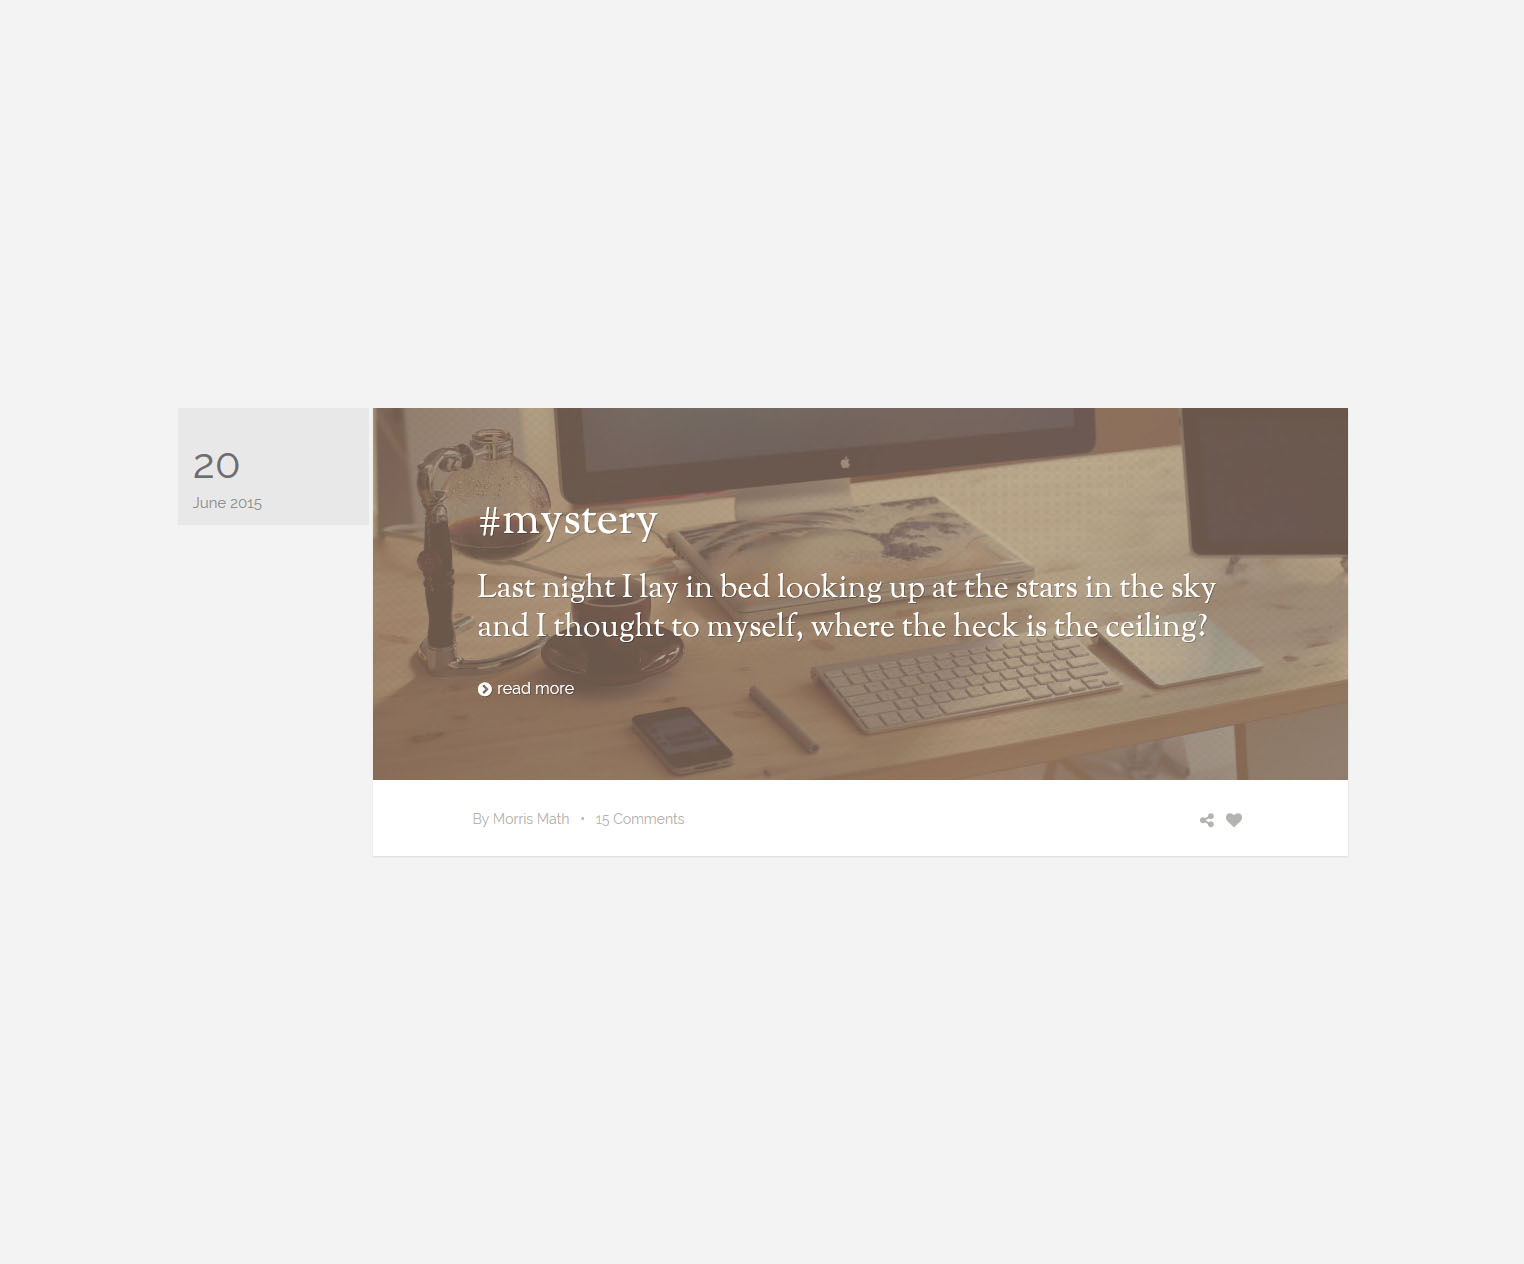 20
June 2015
#mystery
Last night I lay in bed looking up at the stars in the sky
and I thought to myself, where the heck is the ceiling?
read more
By Morris Math • 15 Comments